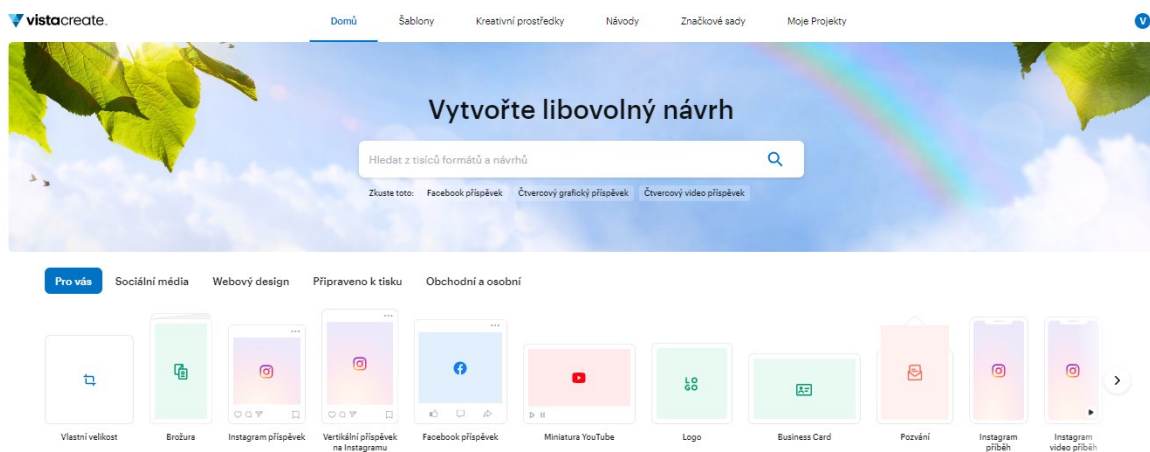 vistacreate.
Domů
Šablony
Kreativní prostředky
Návody
Značkové sady
Moje Projekty
V
Vytvořte libovolný návrh
Hledat z tisíců formátů a návrhů
Zkuste toto: Facebook příspěvek Čtvercový grafický příspěvek Čtvercový video příspěvek
Pro vás
Sociální média
Webový design
Připraveno k tisku
Obchodní a osobní
LO
GO
Vlastní velikost
Brožura
Instagram příspěvek
Vertikální příspěvek
na Instagramu
Facebook příspěvek
Miniatura YouTube
Logo
Business Card
Pozvání
Instagram
příběh
Instagram
video příběh